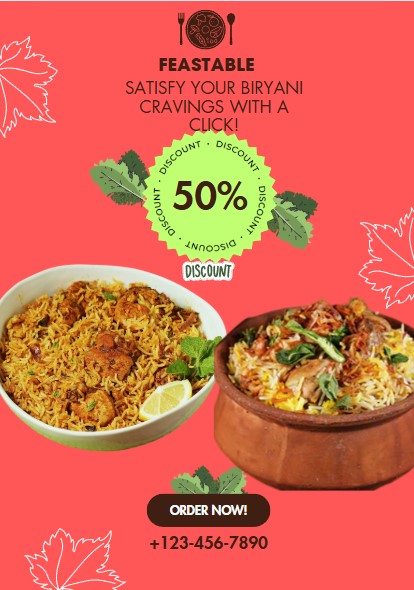 FEASTABLE
SATISFY YOUR BIRYANI
CRAVINGS WITH A
CLICK!
DISCOUNT · DISCOUNT · DISCOUNT · DISCOUNT · DISCOUNT · DISCOUNT ·
50%
DISCOUNT
ORDER NOW!
+123-456-7890